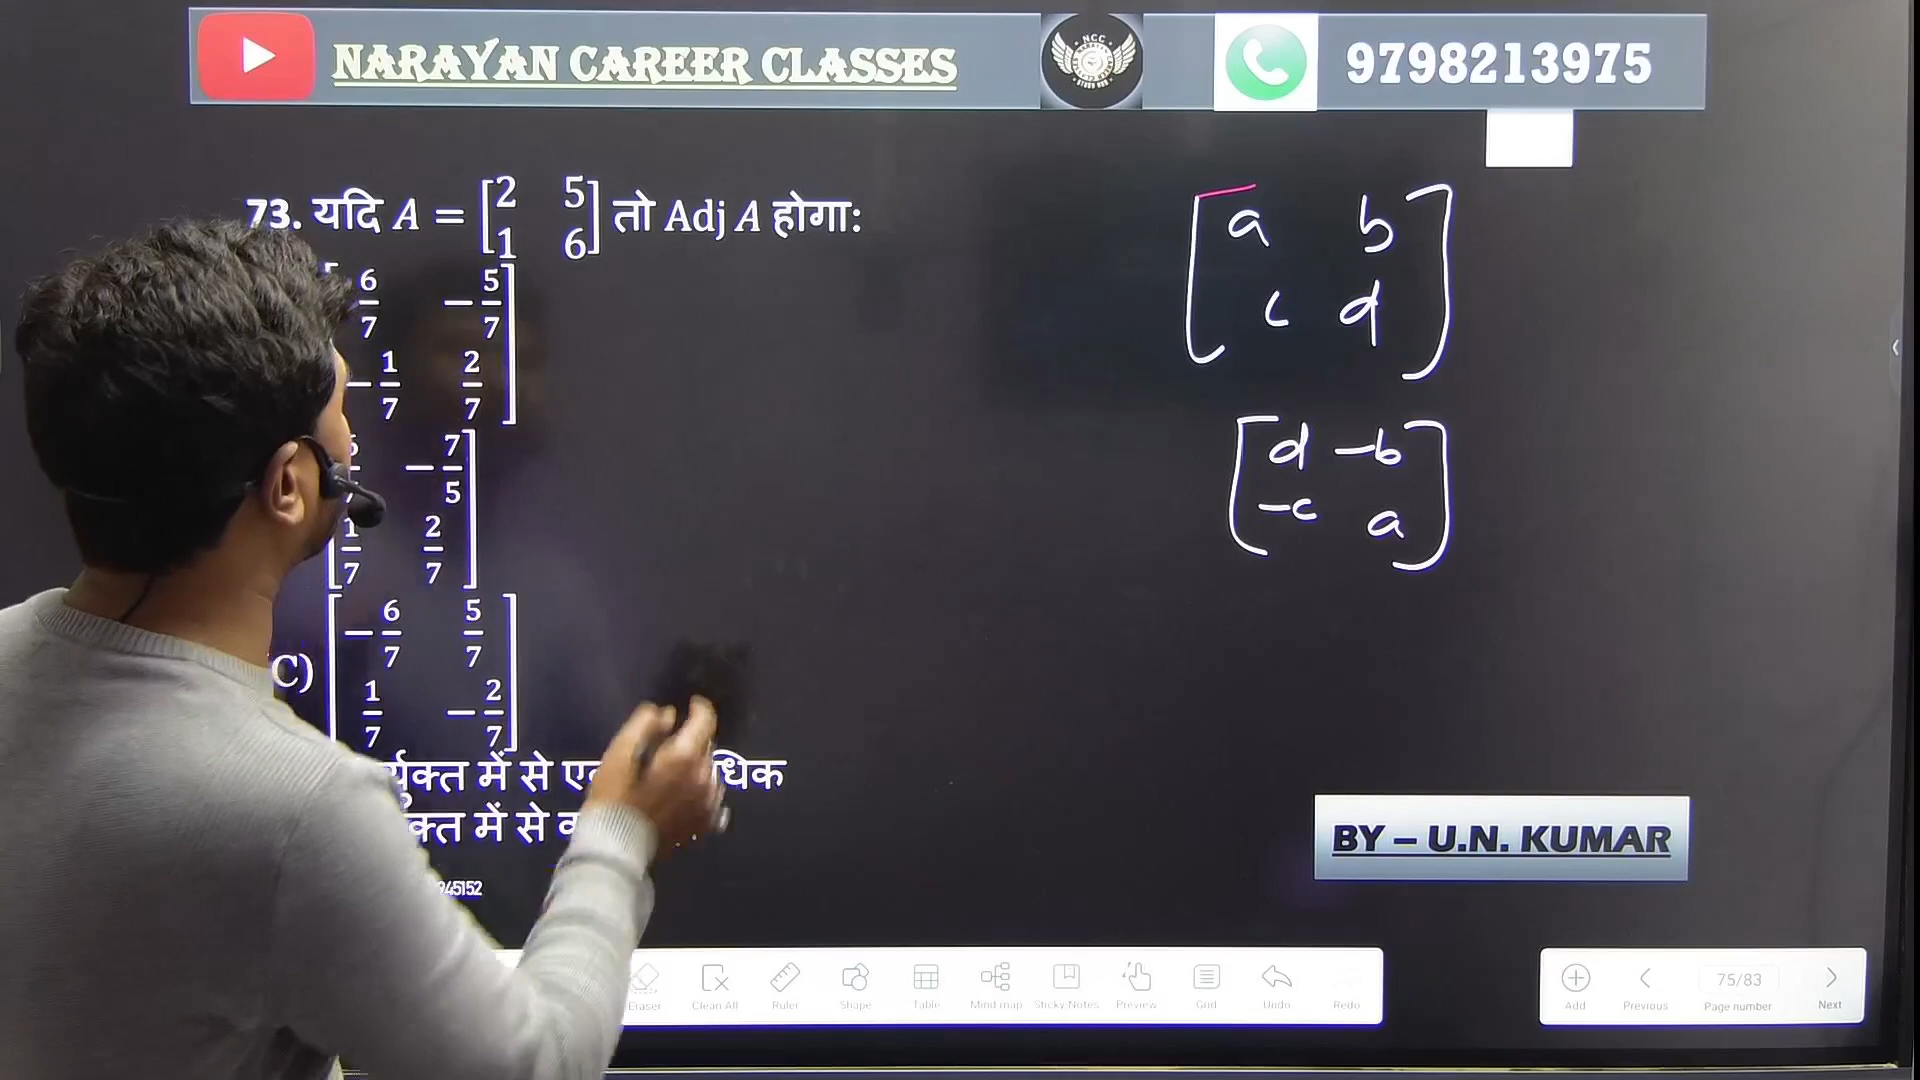 NARAYAN CAREER CLASSES
NCC
9798213975
73. यदि A = [2 5
1 6] तो Adj A होगा:
6/7 −5/7
−1/7 2/7
−7/5
1/7 2/7
C) −6/7 5/7
1/7 −2/7
में से
में से
945152
a b
c d
d −b
−c a
BY – U.N. KUMAR
Eraser Clean All Ruler Shape Table Mind map Sticky Notes Preview Grid Undo Redo
Add Previous 75/83 Page number Next